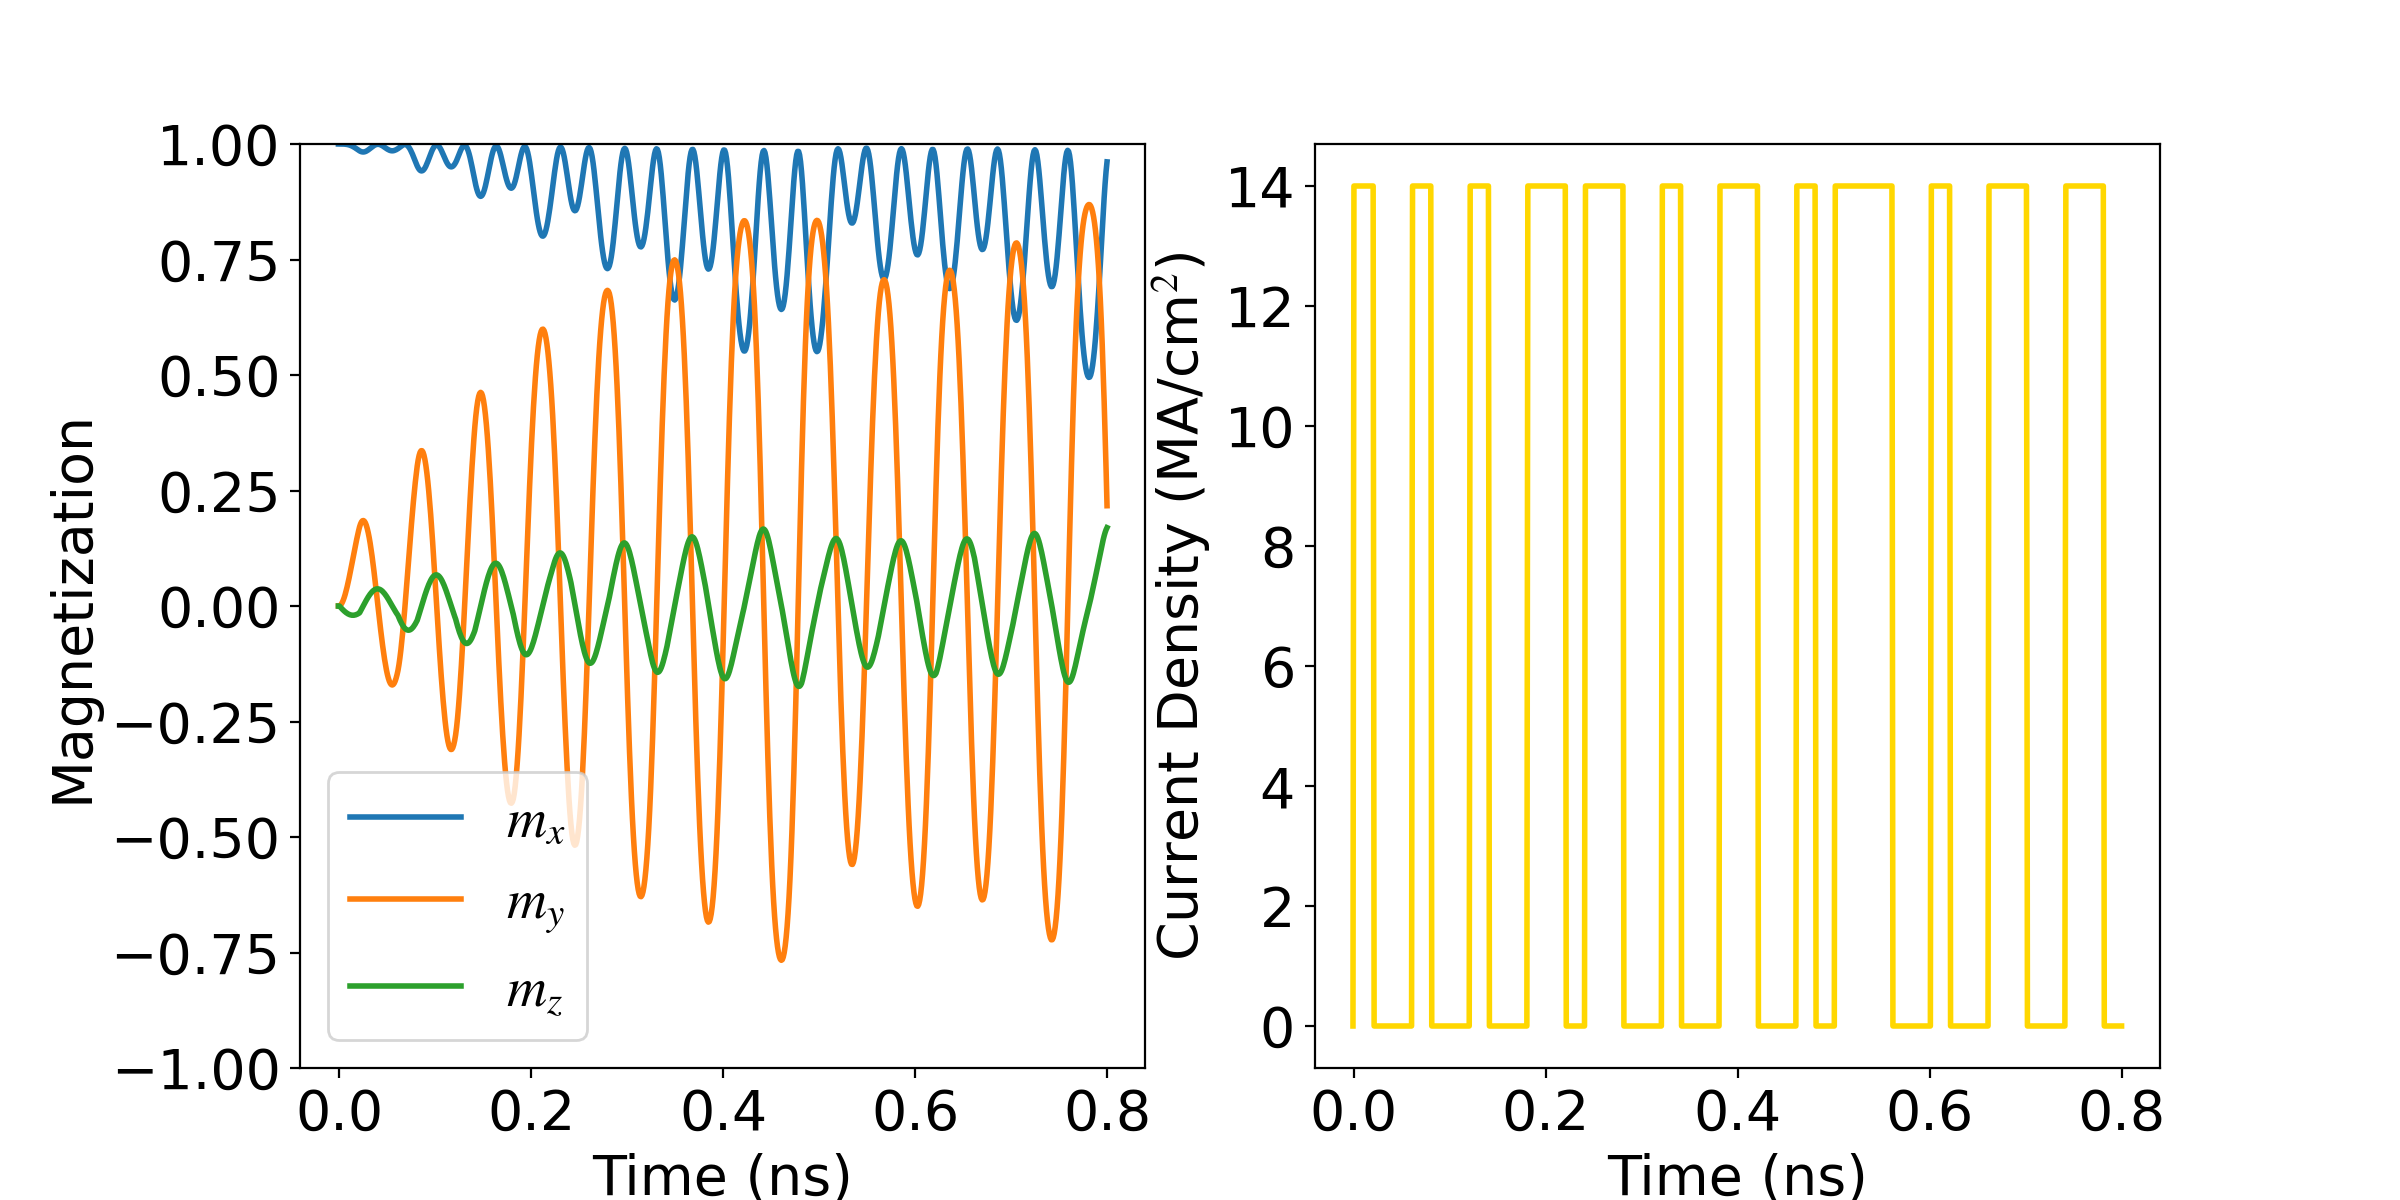 Magnetization
1.00
0.75
0.50
0.25
0.00
−0.25
−0.50
−0.75
−1.00
m_x
m_y
m_z
0.0 0.2 0.4 0.6 0.8
Time (ns)
Current Density (MA/cm²)
14
12
10
8
6
4
2
0
0.0 0.2 0.4 0.6 0.8
Time (ns)